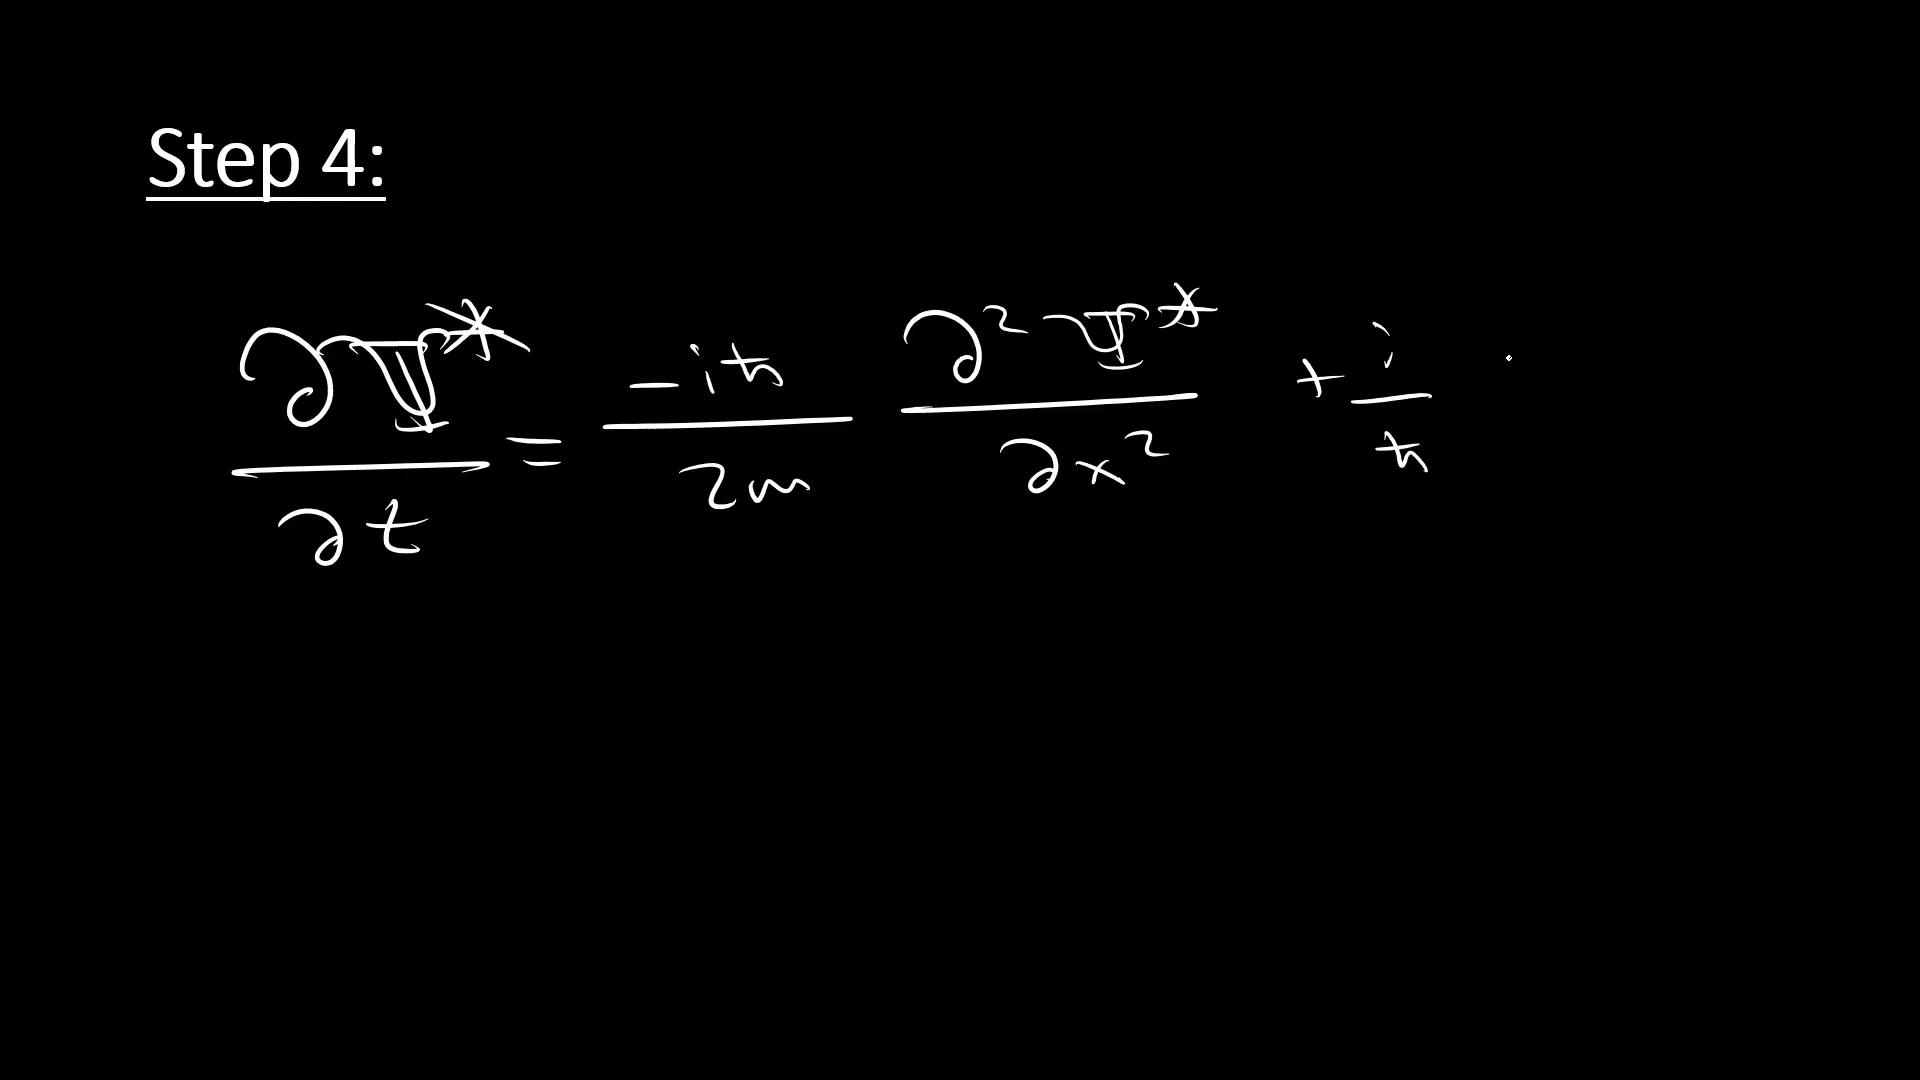 Step 4:
∂Ψ*/∂t = -iħ/2m ∂²Ψ*/∂x² + i/ħ